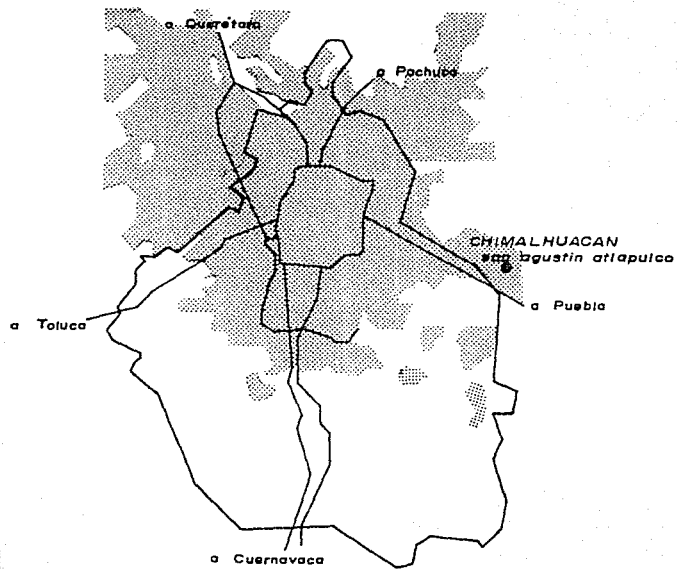 a Querétaro
a Pachuca
CHIMALHUACAN
san agustin atlapulco
a Puebla
a Toluca
a Cuernavaca